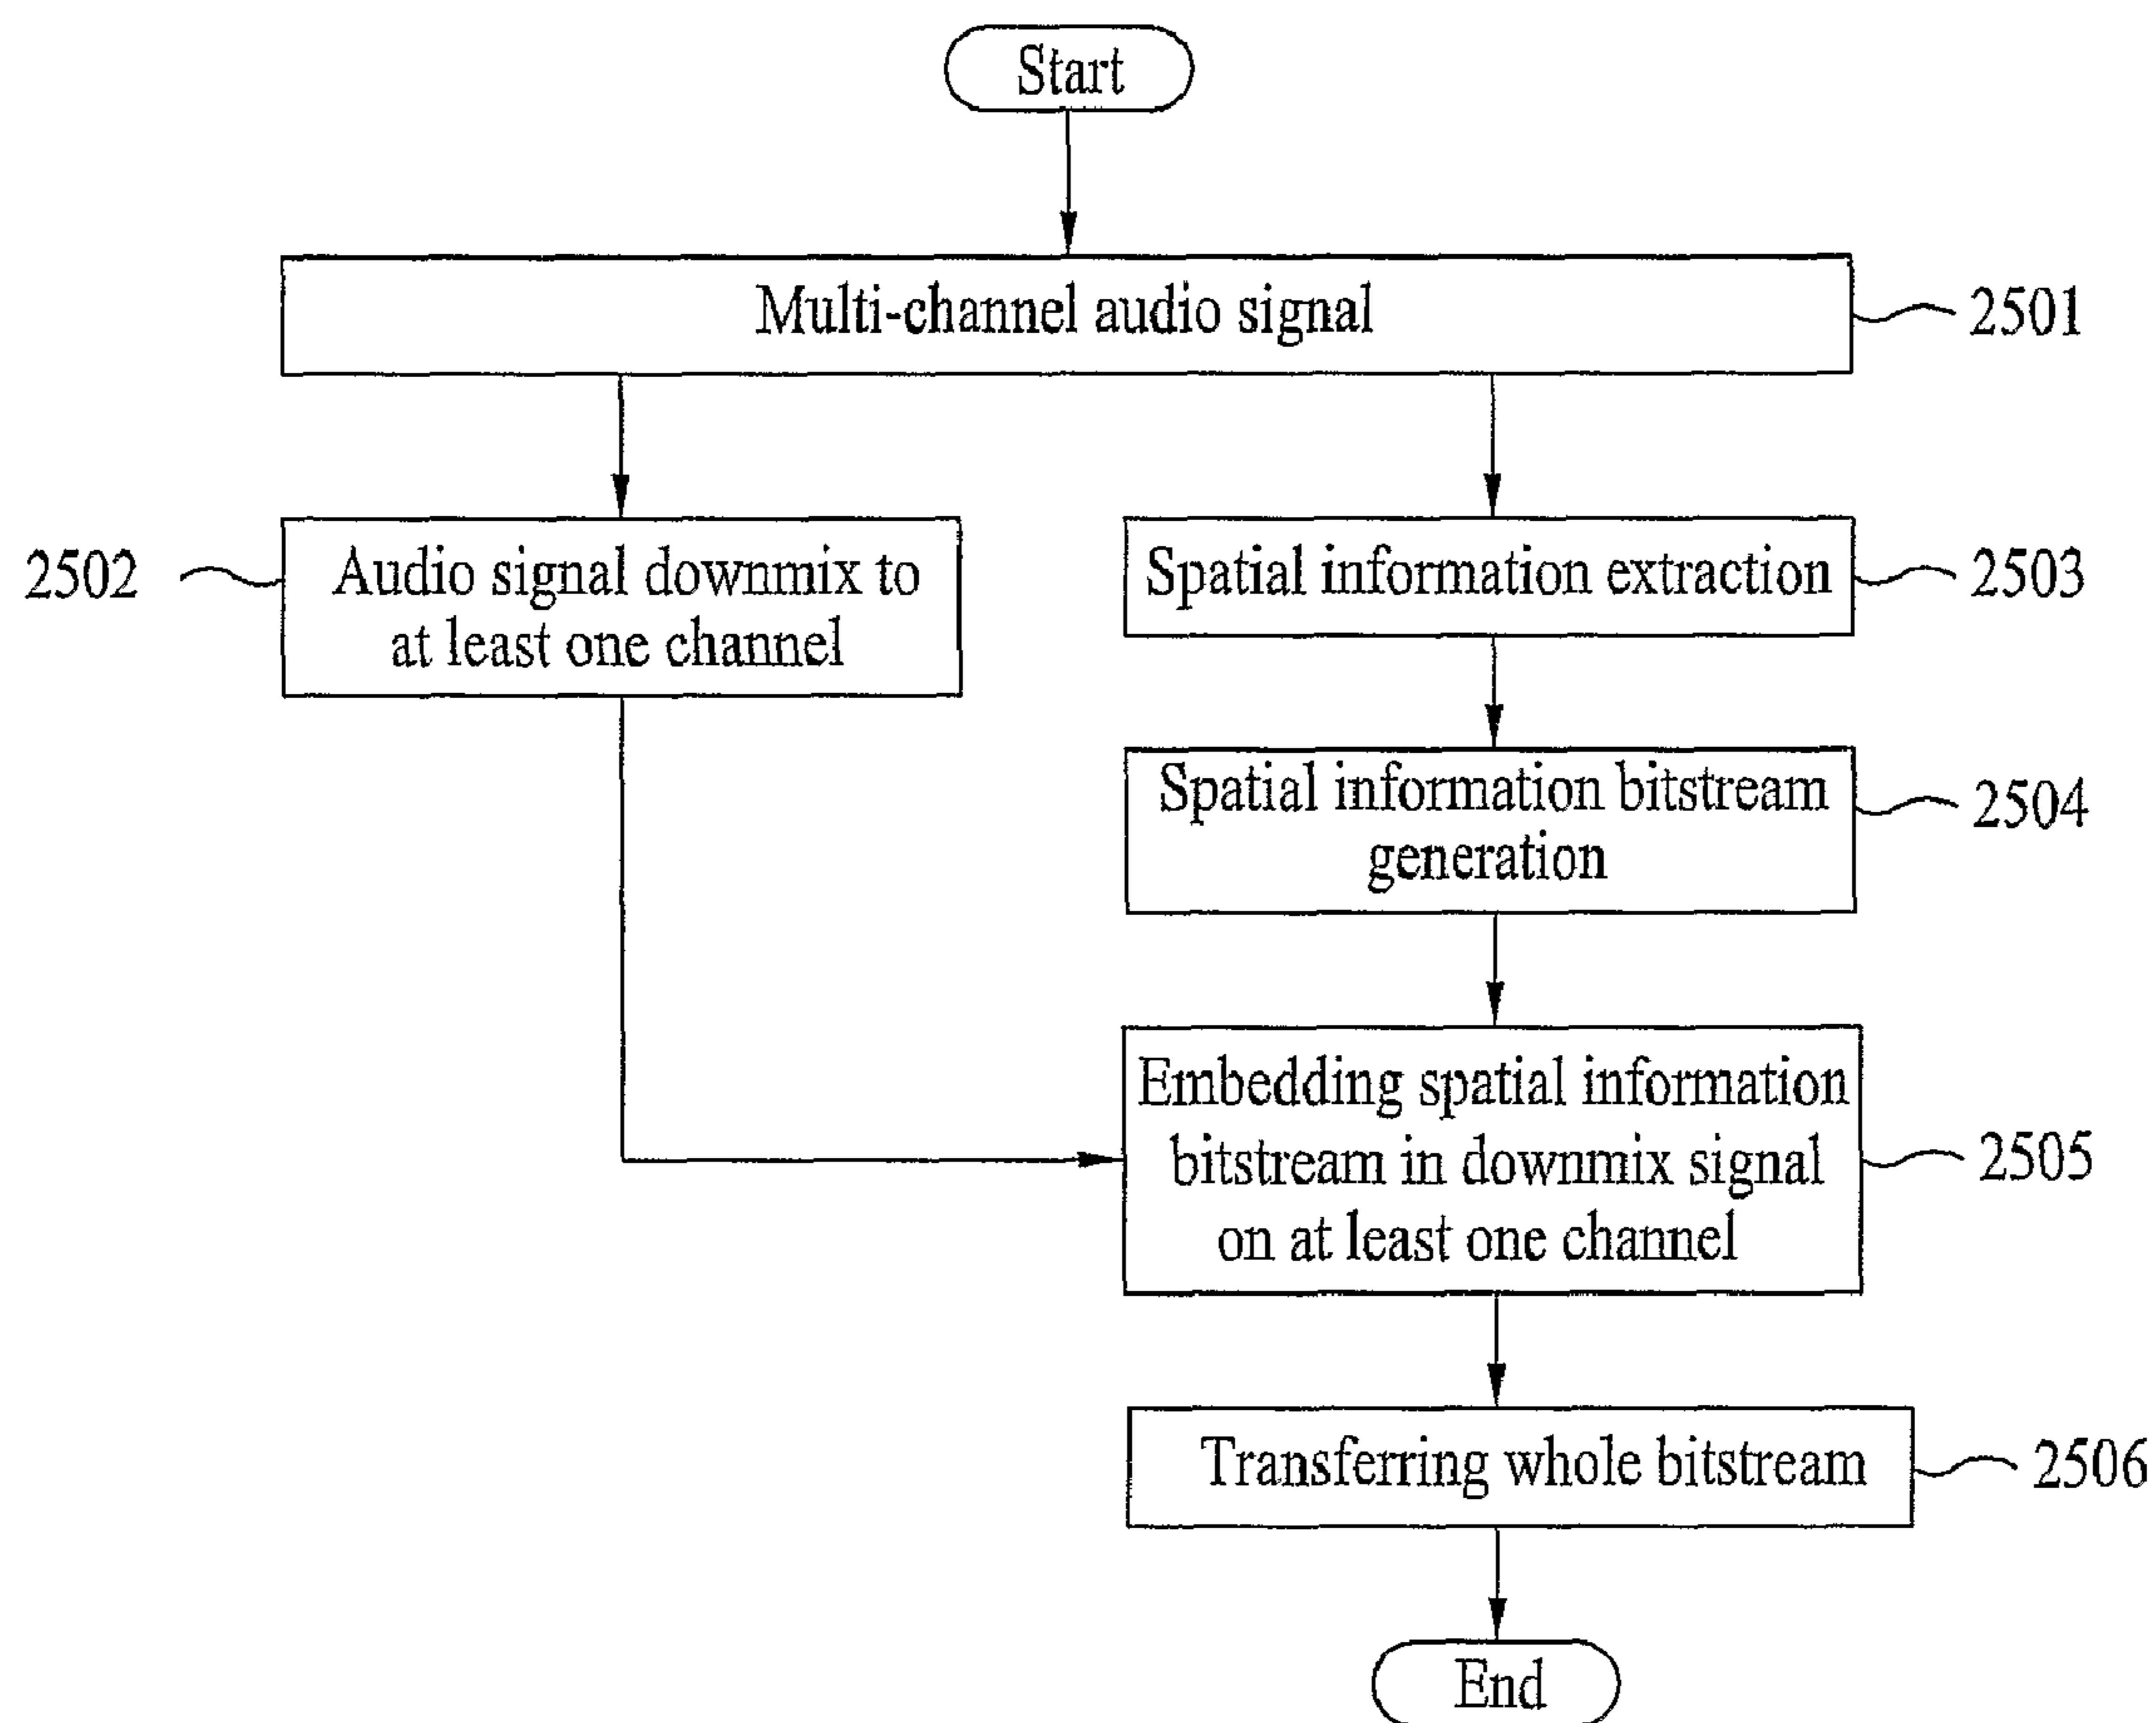 Start
Multi-channel audio signal
2501
2502
Audio signal downmix to
at least one channel
Spatial information extraction
2503
Spatial information bitstream
generation
2504
Embedding spatial information
bitstream in downmix signal
on at least one channel
2505
Transferring whole bitstream
2506
End